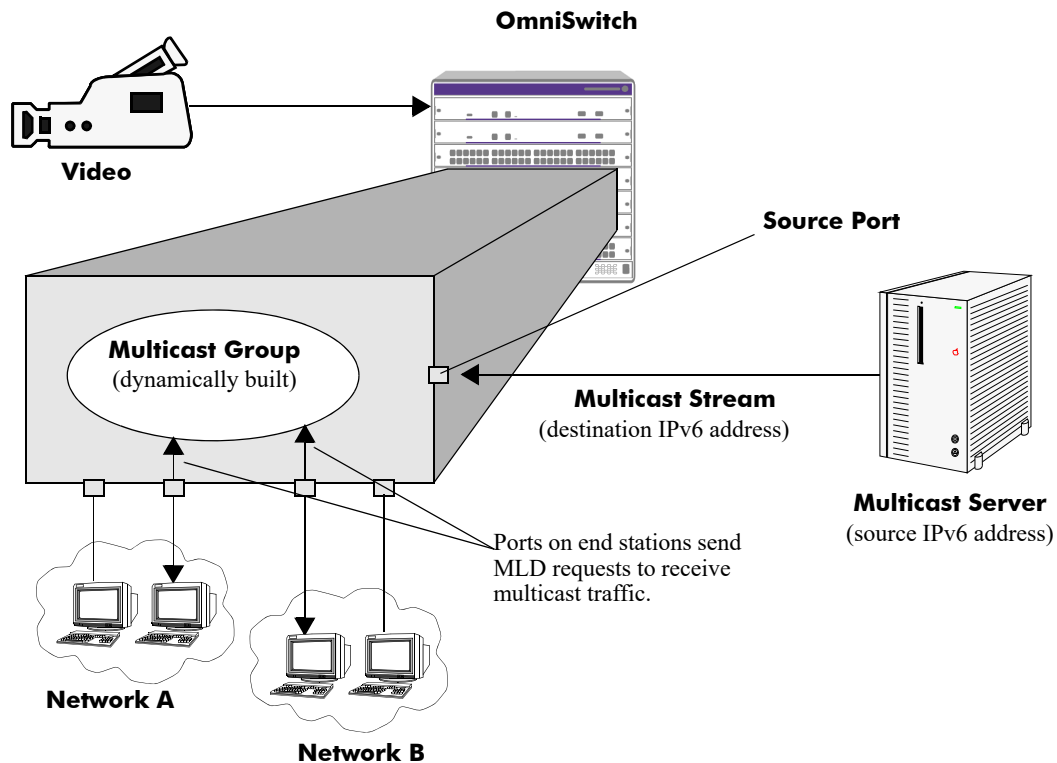 OmniSwitch
Video
Source Port
Multicast Group
(dynamically built)
Multicast Stream
(destination IPv6 address)
Multicast Server
(source IPv6 address)
Ports on end stations send
MLD requests to receive
multicast traffic.
Network A
Network B